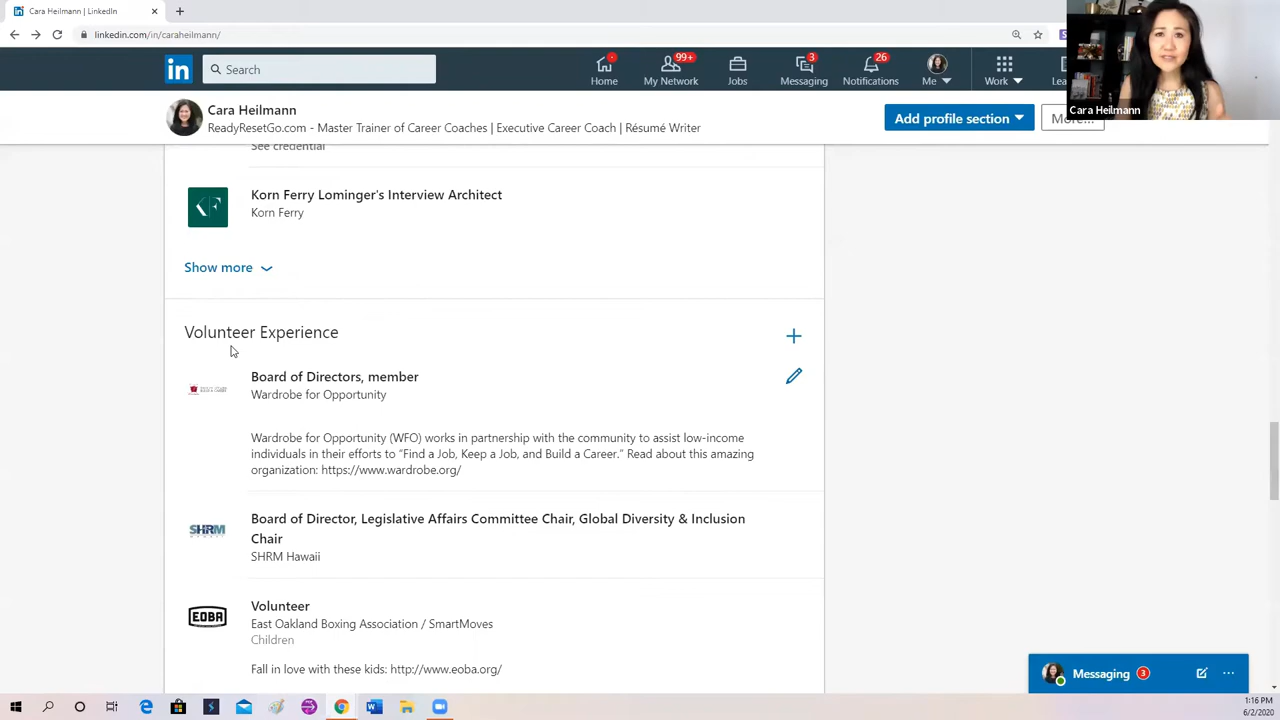 Cara Heilmann | LinkedIn
linkedin.com/in/caraheilmann/
in
Search
Home
99+
My Network
Jobs
3
Messaging
26
Notifications
Me
Work
Cara Heilmann
Cara Heilmann
ReadyResetGo.com - Master Trainer of Career Coaches | Executive Career Coach | Résumé Writer
Add profile section
More...
See credential
KF
Korn Ferry Lominger's Interview Architect
Korn Ferry
Show more
Volunteer Experience
Board of Directors, member
Wardrobe for Opportunity
Wardrobe for Opportunity (WFO) works in partnership with the community to assist low-income
individuals in their efforts to “Find a Job, Keep a Job, and Build a Career.” Read about this amazing
organization: https://www.wardrobe.org/
SHRM
Board of Director, Legislative Affairs Committee Chair, Global Diversity & Inclusion
Chair
SHRM Hawaii
EOBA
Volunteer
East Oakland Boxing Association / SmartMoves
Children
Fall in love with these kids: http://www.eoba.org/
Messaging 3
1:16 PM
6/2/2020